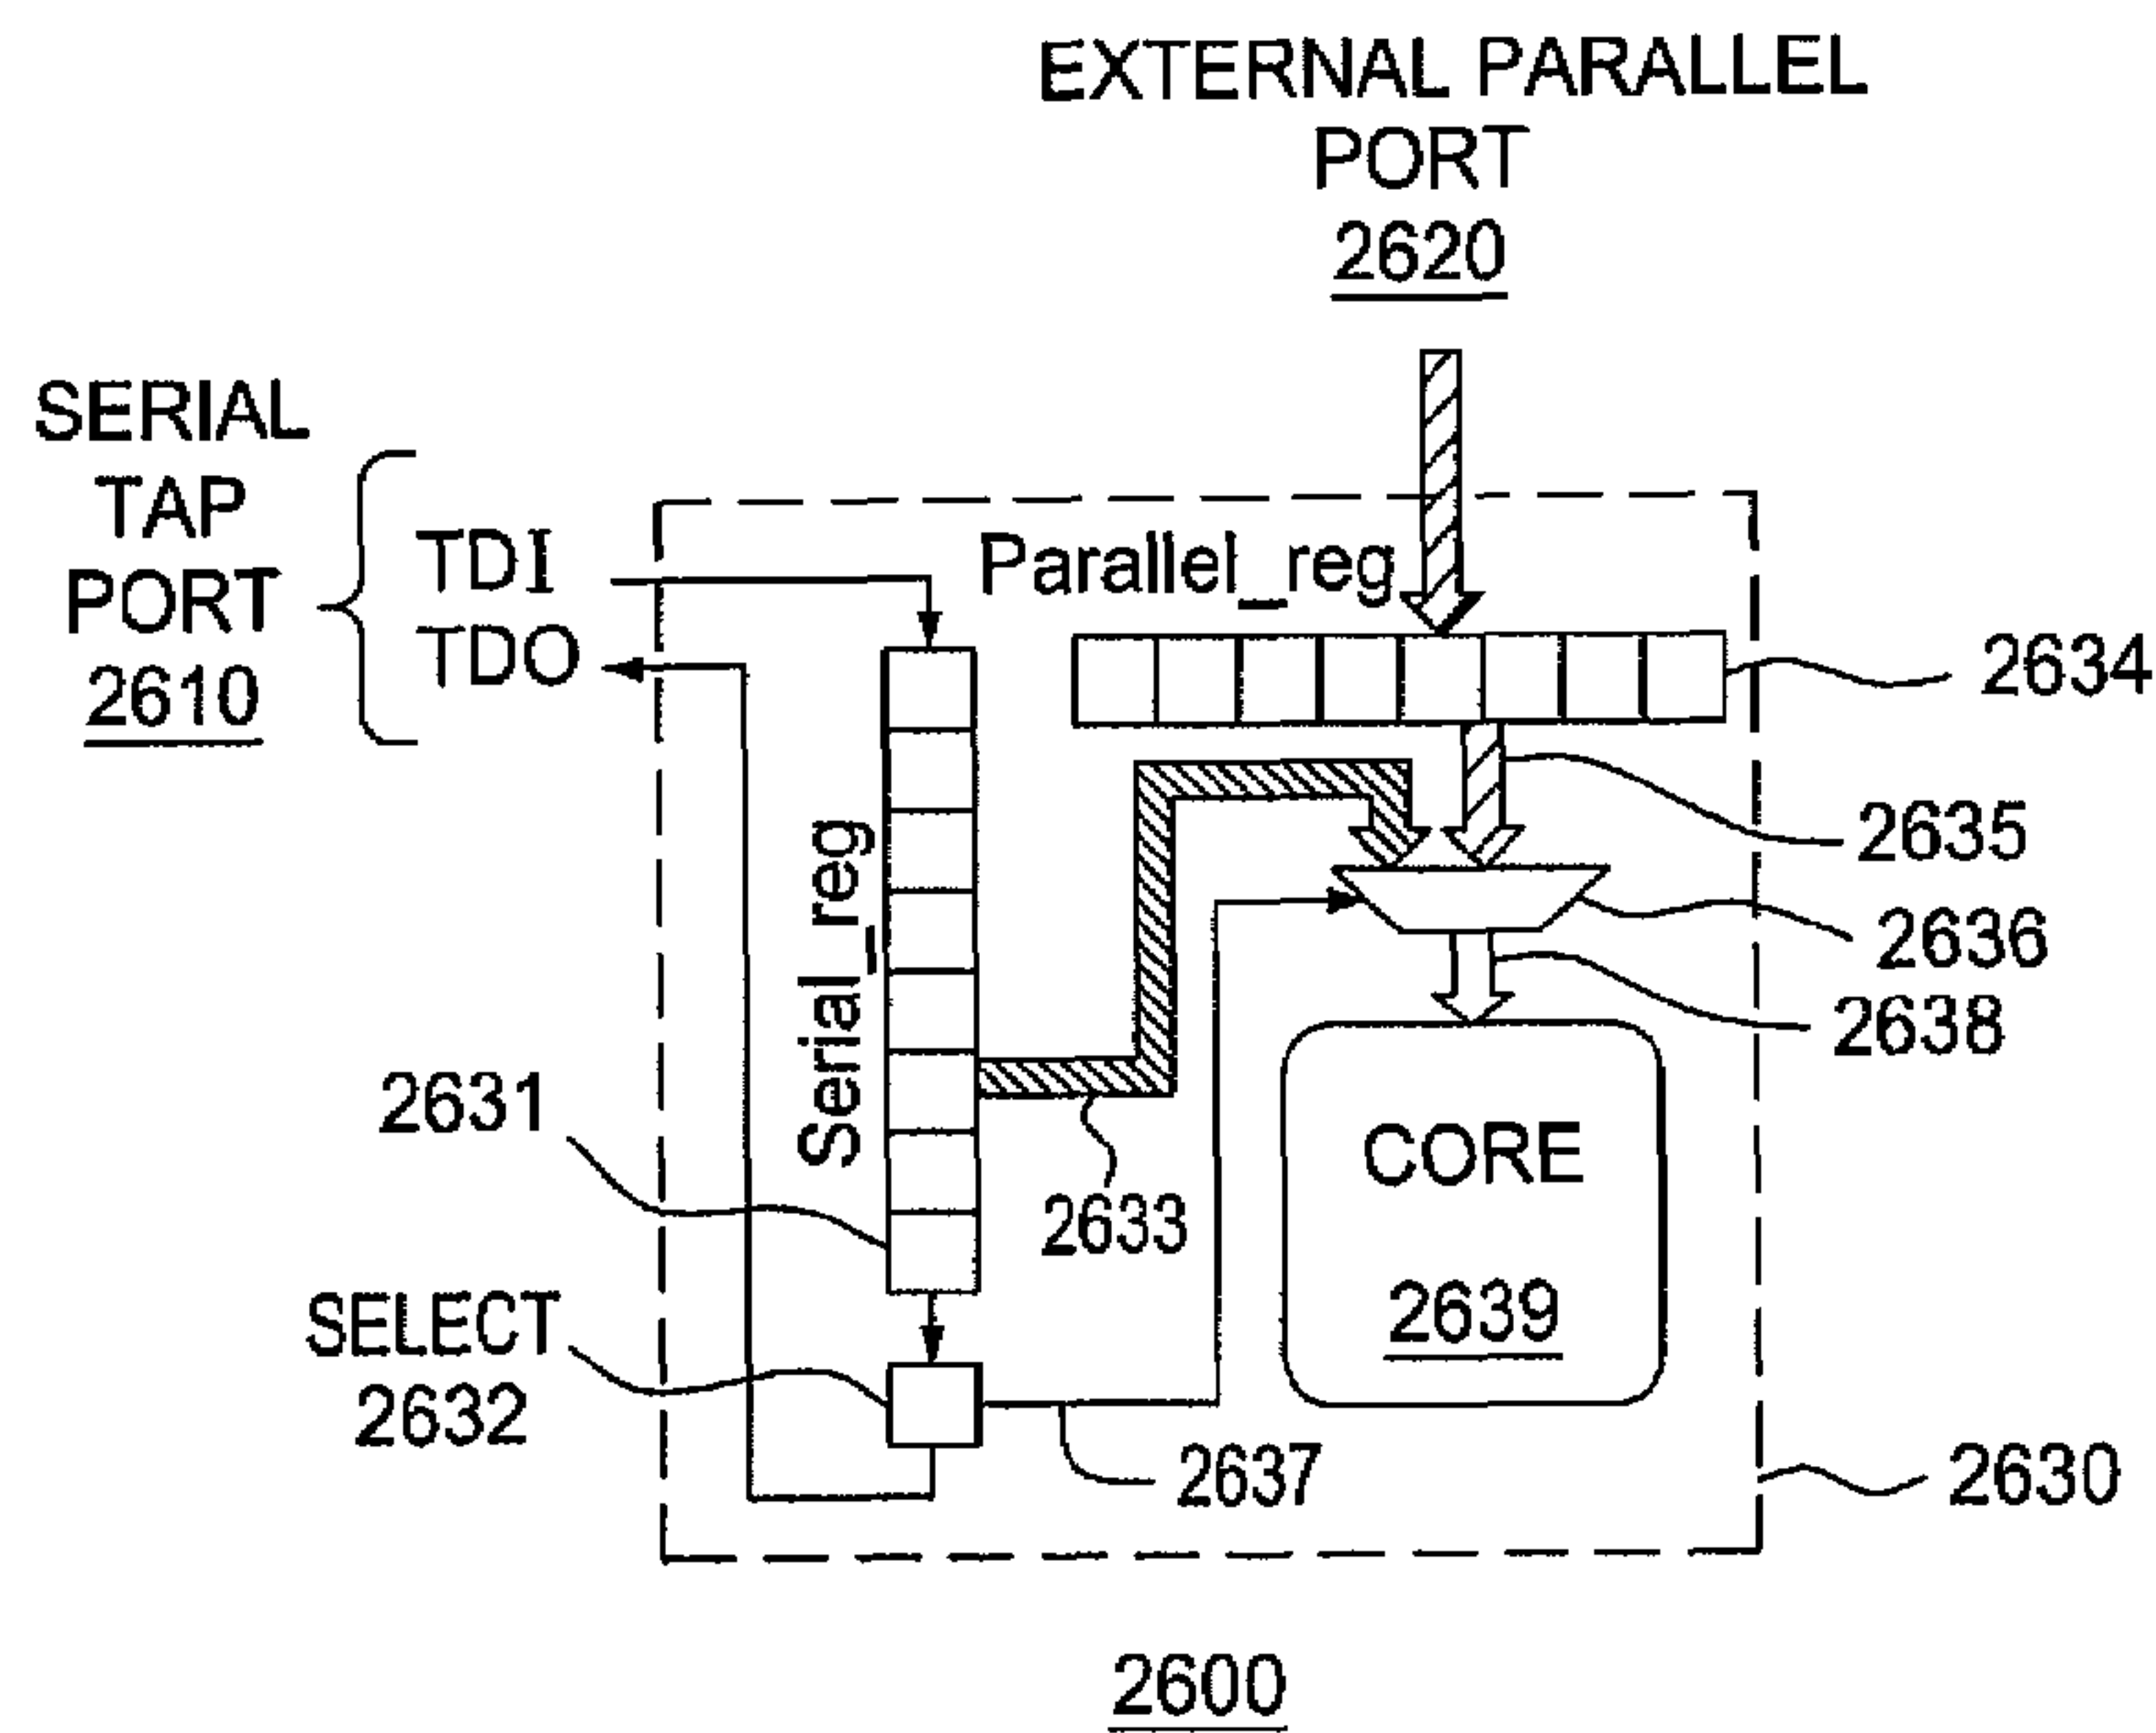 EXTERNAL PARALLEL
PORT
2620
SERIAL
TAP
PORT
2610
TDI
TDO
Parallel_reg
2634
2635
2636
2638
Serial_reg
2631
2633
CORE
2639
SELECT
2632
2637
2630
2600